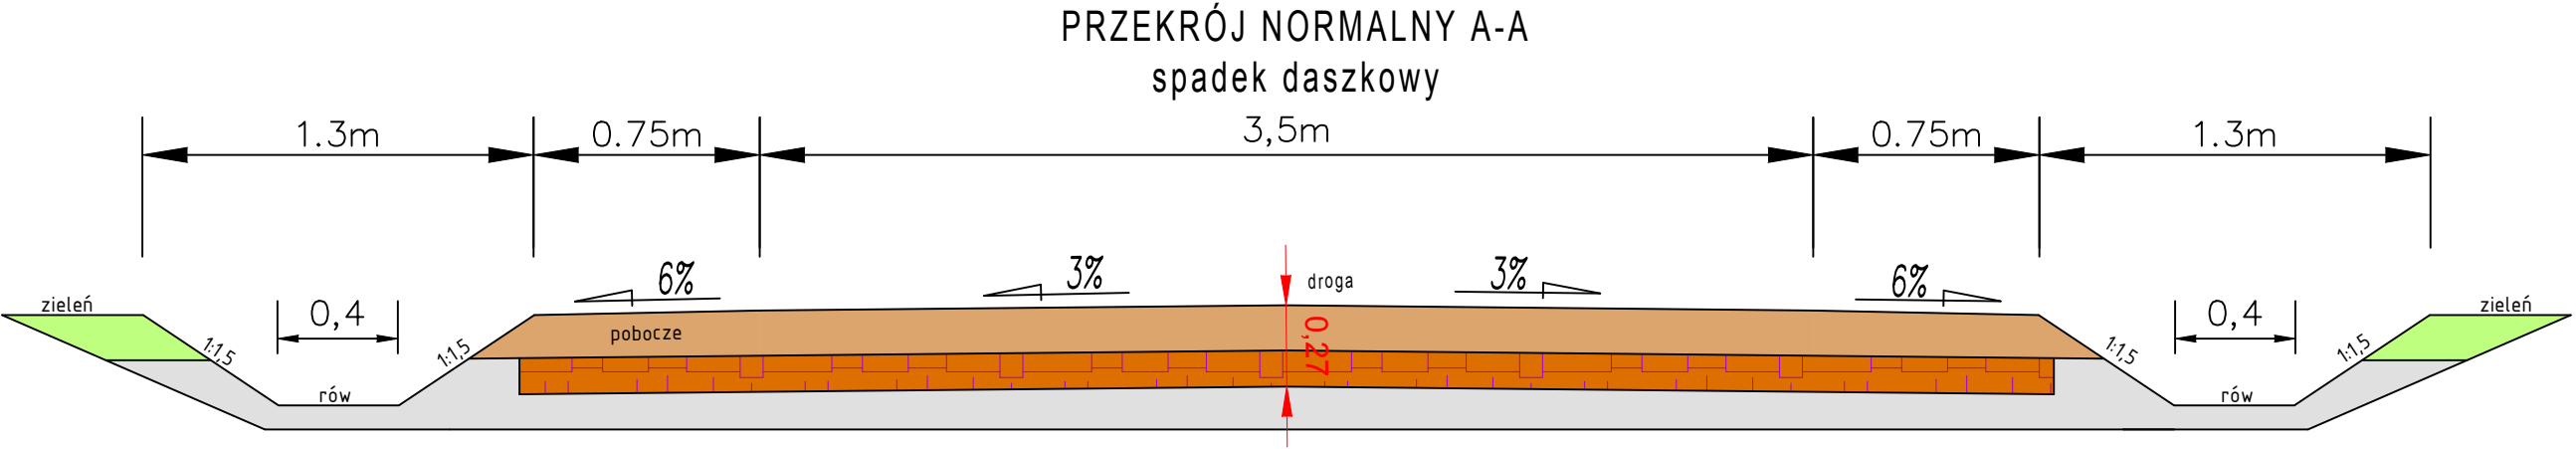 PRZEKRÓJ NORMALNY A-A
spadek daszkowy
1.3m 0.75m 3,5m 0.75m 1.3m
6% 3% droga 3% 6%
zieleń 0,4 0,4 zieleń
pobocze 0,27
1:1,5 1:1,5 1:1,5 1:1,5
rów rów